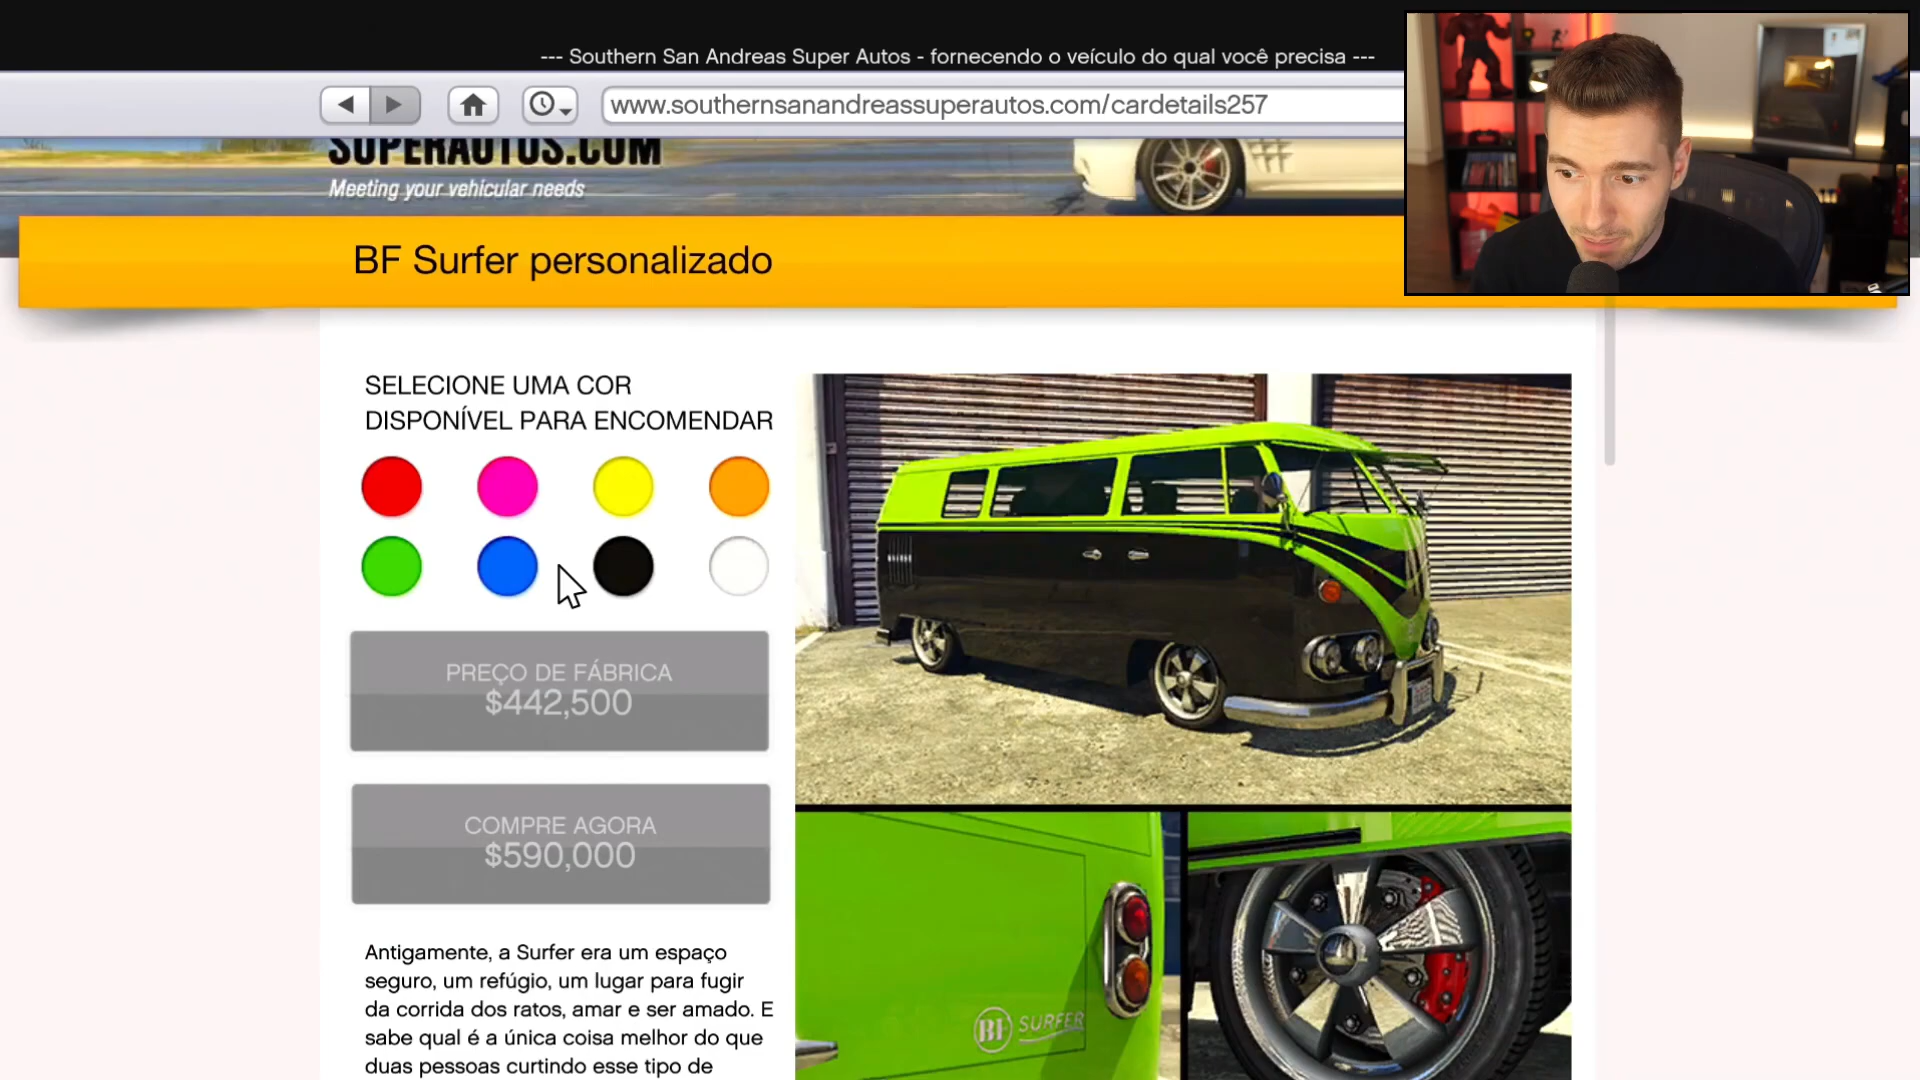 --- Southern San Andreas Super Autos - fornecendo o veículo do qual você precisa ---
www.southernsanandreassuperautos.com/cardetails257
SUPERAUTOS.COM
Meeting your vehicular needs
BF Surfer personalizado
SELECIONE UMA COR
DISPONÍVEL PARA ENCOMENDAR
PREÇO DE FÁBRICA
$442,500
COMPRE AGORA
$590,000
Antigamente, a Surfer era um espaço
seguro, um refúgio, um lugar para fugir
da corrida dos ratos, amar e ser amado. E
sabe qual é a única coisa melhor do que
duas pessoas curtindo esse tipo de
BF SURFER